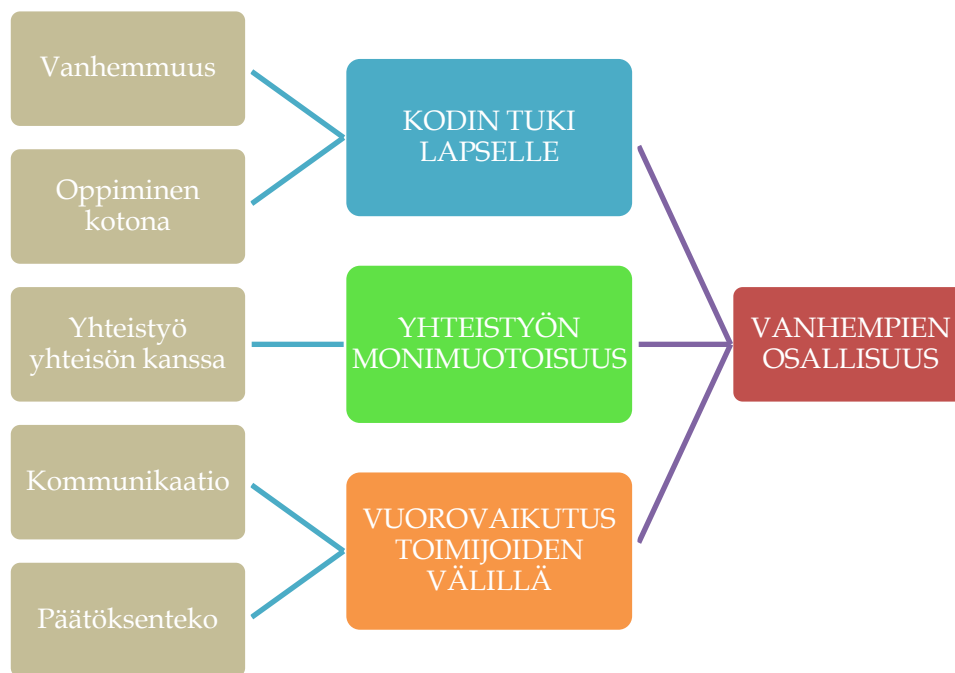 Vanhemmuus
Oppiminen
kotona
Yhteistyö
yhteisön kanssa
Kommunikaatio
Päätöksenteko
KODIN TUKI
LAPSELLE
YHTEISTYÖN
MONIMUOTOISUUS
VUOROVAIKUTUS
TOIMIJOIDEN
VÄLILLÄ
VANHEMPIEN
OSALLISUUS